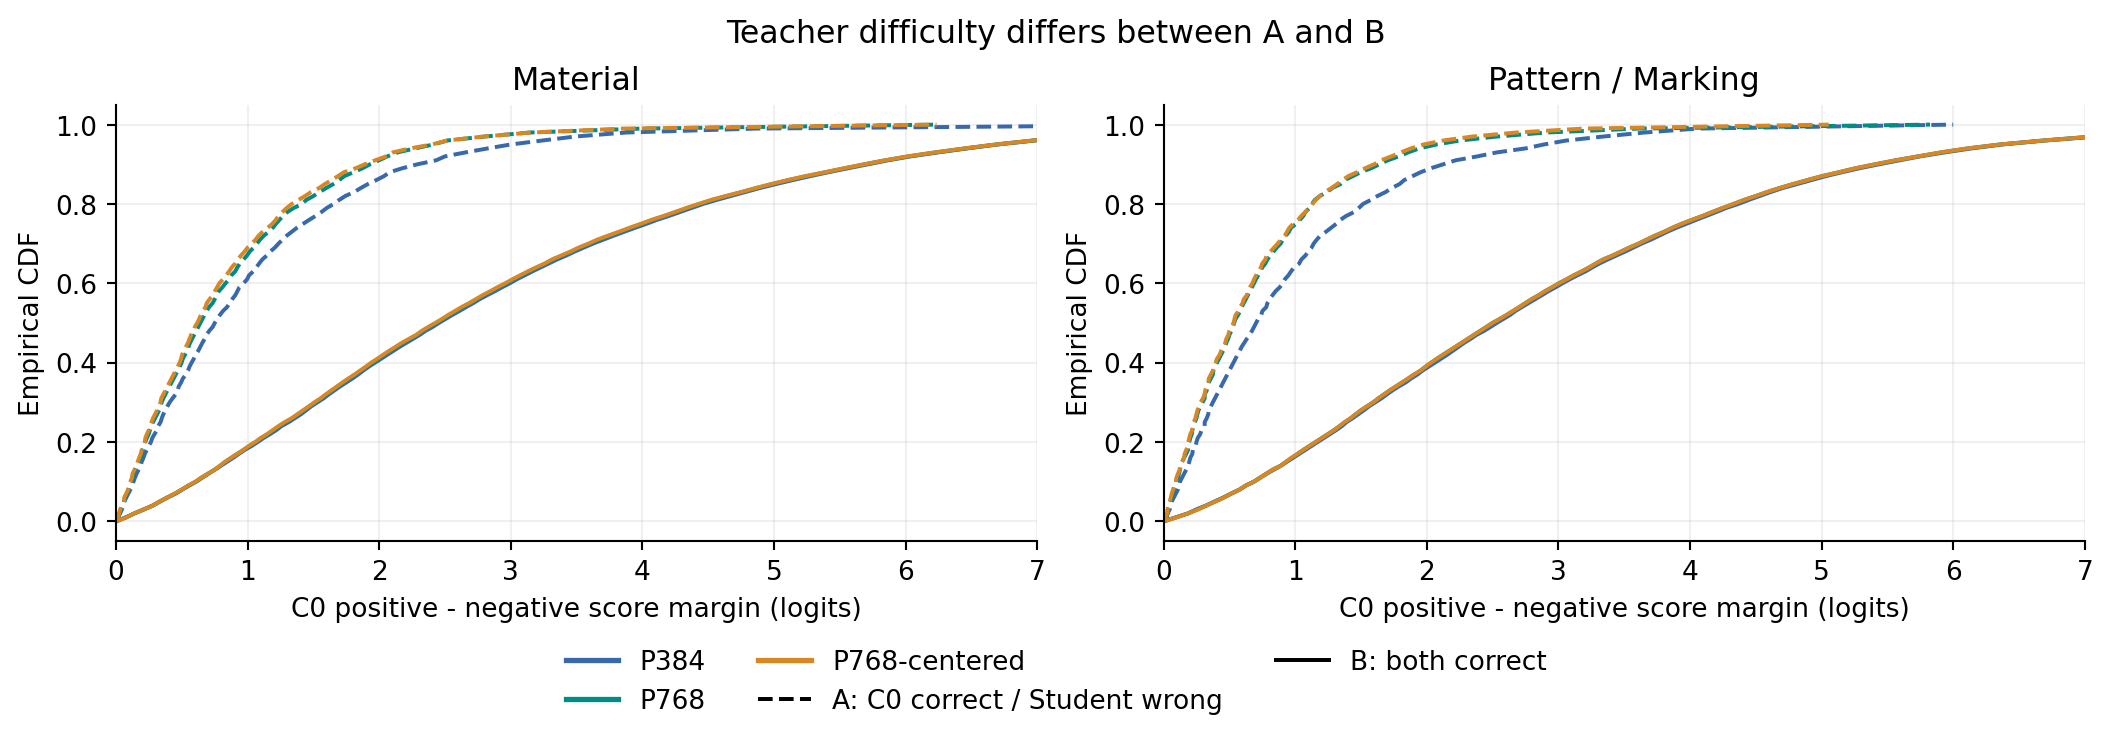 Teacher difficulty differs between A and B
Material
Pattern / Marking
Empirical CDF
1.0
0.8
0.6
0.4
0.2
0.0
0 1 2 3 4 5 6 7
C0 positive - negative score margin (logits)
Empirical CDF
1.0
0.8
0.6
0.4
0.2
0.0
0 1 2 3 4 5 6 7
C0 positive - negative score margin (logits)
P384
P768
P768-centered
A: C0 correct / Student wrong
B: both correct